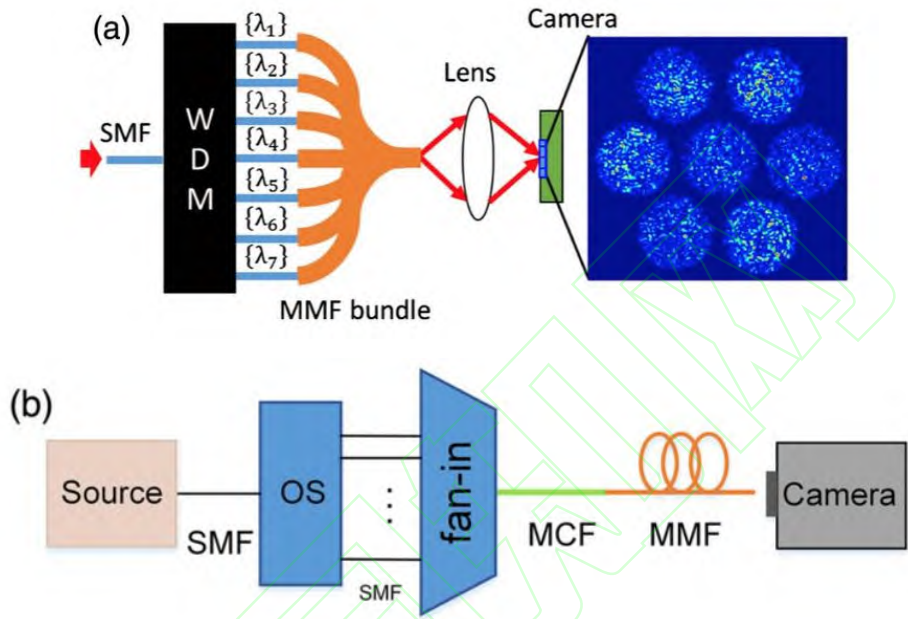 (a)
Camera
{λ₁}
{λ₂}
Lens
{λ₃}
SMF
W
D
M
{λ₄}
{λ₅}
{λ₆}
{λ₇}
MMF bundle
(b)
Source
OS
fan-in
Camera
SMF
SMF
MCF
MMF